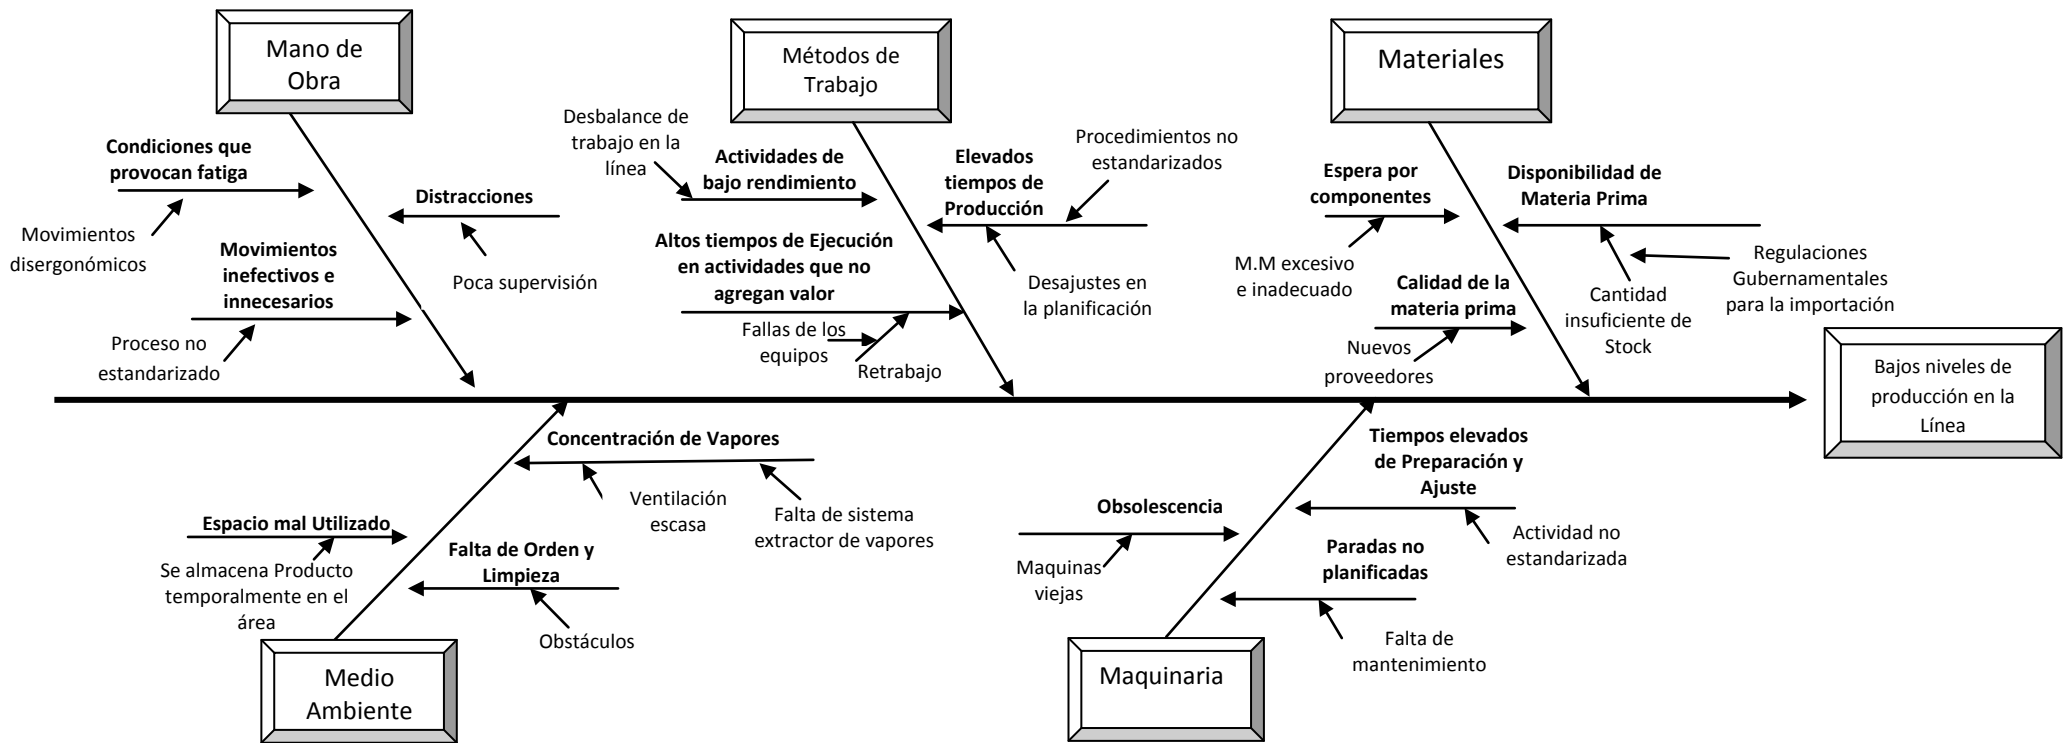 Mano de
Obra
Métodos de
Trabajo
Materiales
Condiciones que
provocan fatiga
Movimientos
disergonómicos
Distracciones
Poca supervisión
Movimientos
inefectivos e
innecesarios
Proceso no
estandarizado
Desbalance de
trabajo en la
línea
Actividades de
bajo rendimiento
Elevados
tiempos de
Producción
Procedimientos no
estandarizados
Desajustes en
la planificación
Altos tiempos de Ejecución
en actividades que no
agregan valor
Fallas de los
equipos
Retrabajo
Espera por
componentes
M.M excesivo
e inadecuado
Disponibilidad de
Materia Prima
Regulaciones
Gubernamentales
para la importación
Cantidad
insuficiente de
Stock
Calidad de la
materia prima
Nuevos
proveedores
Bajos niveles de
producción en la
Línea
Concentración de Vapores
Ventilación
escasa
Falta de sistema
extractor de vapores
Espacio mal Utilizado
Se almacena Producto
temporalmente en el
área
Falta de Orden y
Limpieza
Obstáculos
Medio
Ambiente
Tiempos elevados
de Preparación y
Ajuste
Actividad no
estandarizada
Obsolescencia
Maquinas
viejas
Paradas no
planificadas
Falta de
mantenimiento
Maquinaria